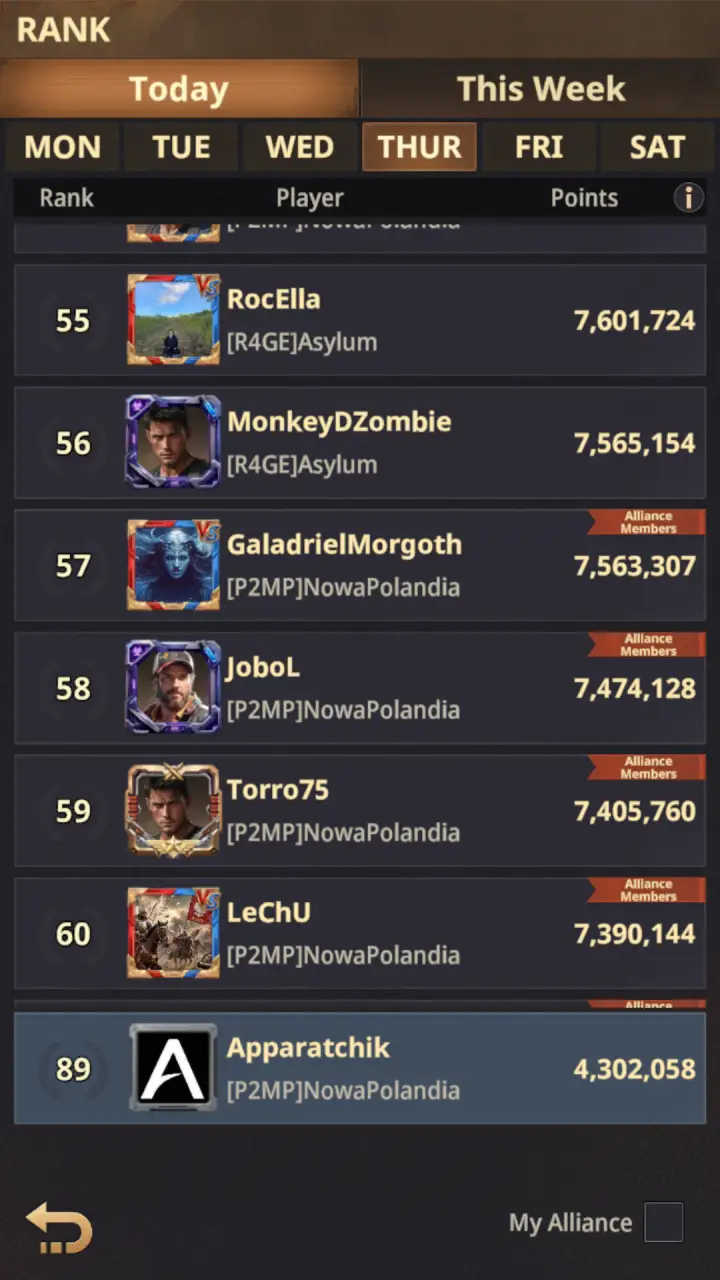 RANK
Today
This Week
MON
TUE
WED
THUR
FRI
SAT
Rank
Player
Points
[P2MP]NowaPolandia
55
RocElla
[R4GE]Asylum
7,601,724
56
MonkeyDZombie
[R4GE]Asylum
7,565,154
Alliance
Members
57
GaladrielMorgoth
[P2MP]NowaPolandia
7,563,307
Alliance
Members
58
JoboL
[P2MP]NowaPolandia
7,474,128
Alliance
Members
59
Torro75
[P2MP]NowaPolandia
7,405,760
Alliance
Members
60
LeChU
[P2MP]NowaPolandia
7,390,144
Alliance
89
Apparatchik
[P2MP]NowaPolandia
4,302,058
My Alliance